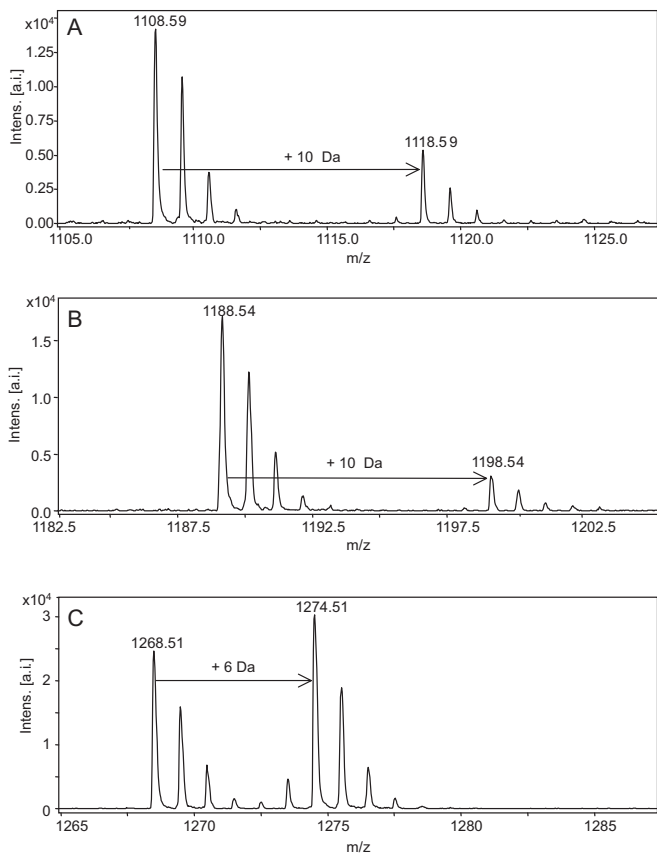 A
x10⁴
1108.59
1.25
1.00
0.75
0.50
0.25
0.00
Intens. [a.i.]
+ 10 Da
1118.59
1105.0 1110.0 1115.0 1120.0 1125.0
m/z
B
x10⁴
1188.54
1.5
1.0
0.5
0.0
Intens. [a.i.]
+ 10 Da
1198.54
1182.5 1187.5 1192.5 1197.5 1202.5
m/z
C
x10⁴
1274.51
1268.51
3
2
1
0
Intens. [a.i.]
+ 6 Da
1265 1270 1275 1280 1285
m/z